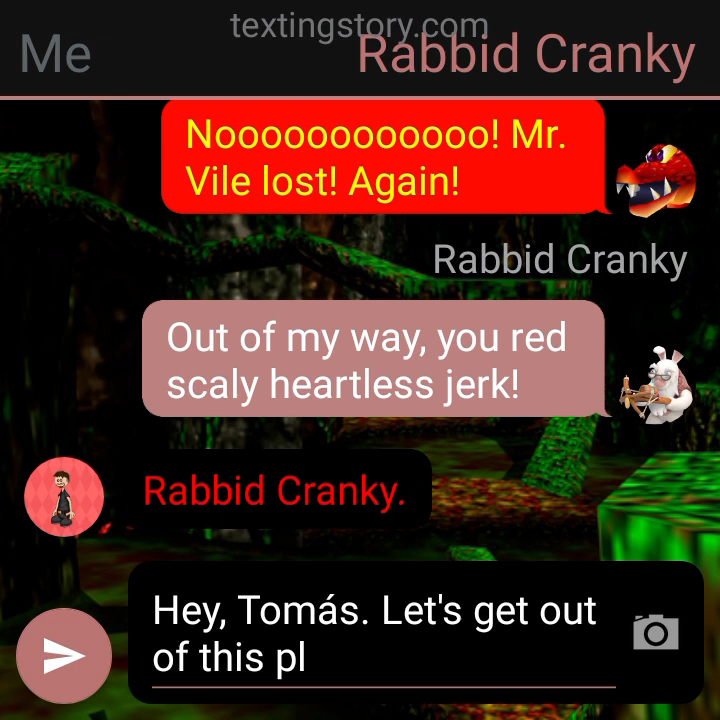 textingstory.com
Me
Rabbid Cranky
Noooooooooooo! Mr.
Vile lost! Again!
Rabbid Cranky
Out of my way, you red
scaly heartless jerk!
Rabbid Cranky.
Hey, Tomás. Let's get out
of this pl